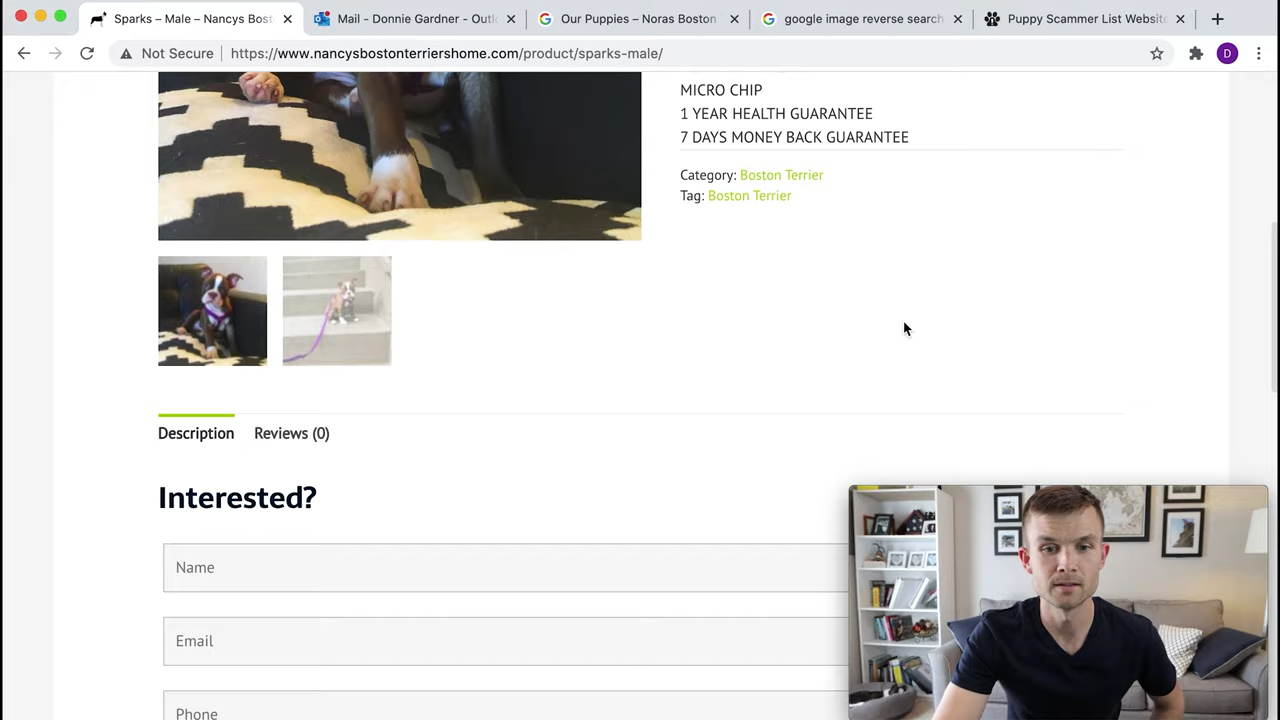 Sparks – Male – Nancys Bost
Mail - Donnie Gardner - Outl
Our Puppies – Noras Boston
google image reverse search
Puppy Scammer List Website
Not Secure
https://www.nancysbostonterriershome.com/product/sparks-male/
D
MICRO CHIP
1 YEAR HEALTH GUARANTEE
7 DAYS MONEY BACK GUARANTEE
Category: Boston Terrier
Tag: Boston Terrier
Description
Reviews (0)
Interested?
Name
Email
Phone